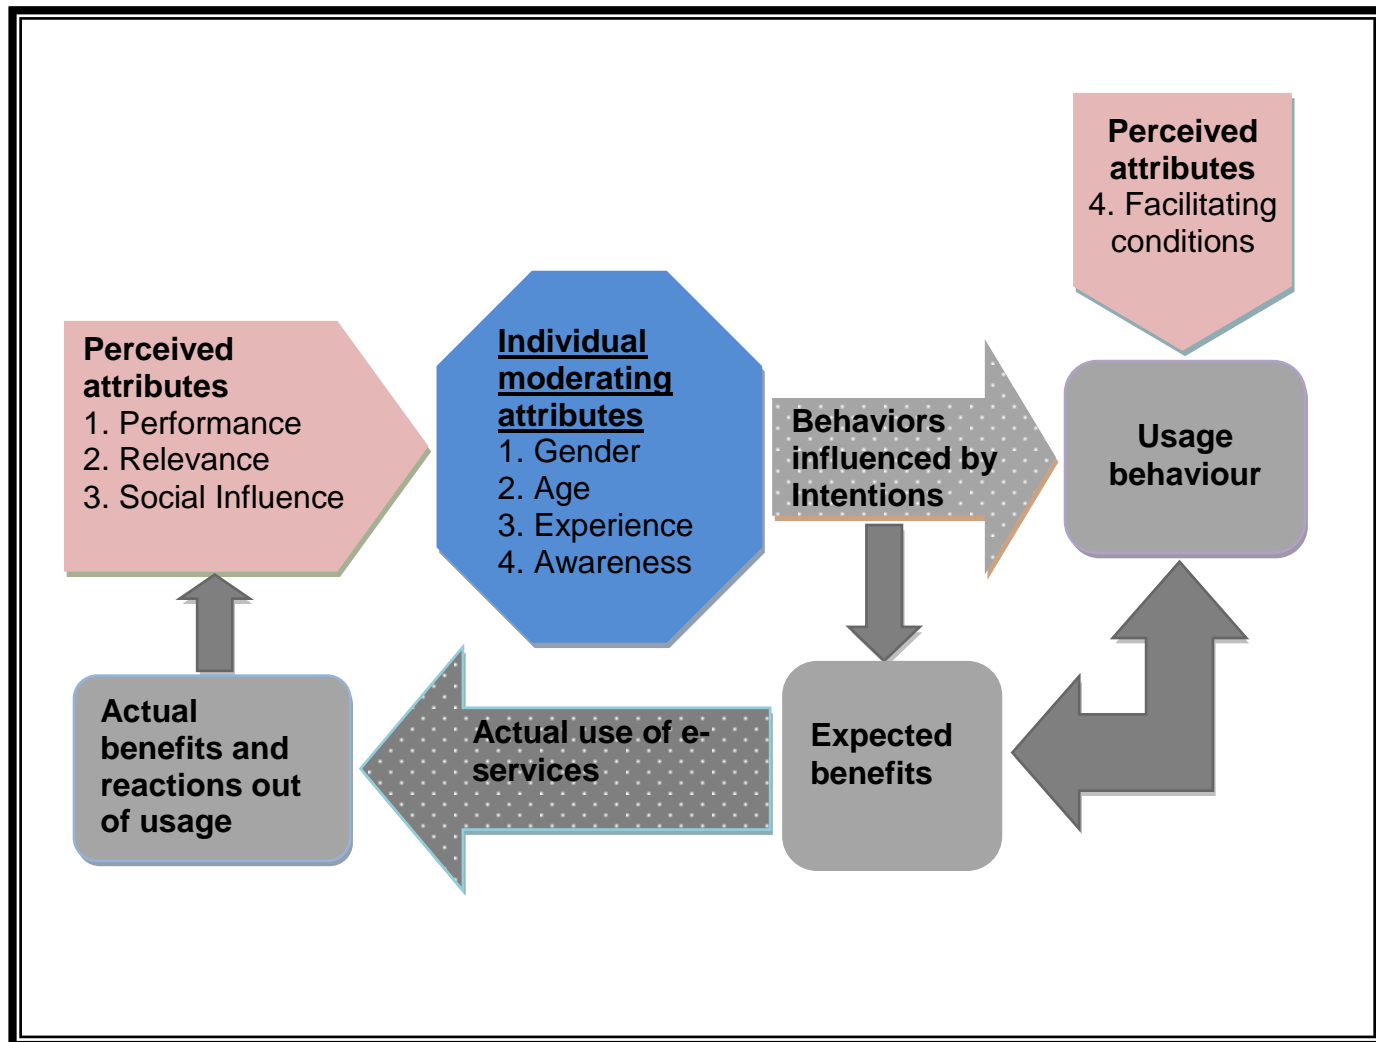 Perceived
attributes
4. Facilitating
conditions
Perceived
attributes
1. Performance
2. Relevance
3. Social Influence
Individual
moderating
attributes
1. Gender
2. Age
3. Experience
4. Awareness
Behaviors
influenced by
Intentions
Usage
behaviour
Actual
benefits and
reactions out
of usage
Actual use of e-
services
Expected
benefits